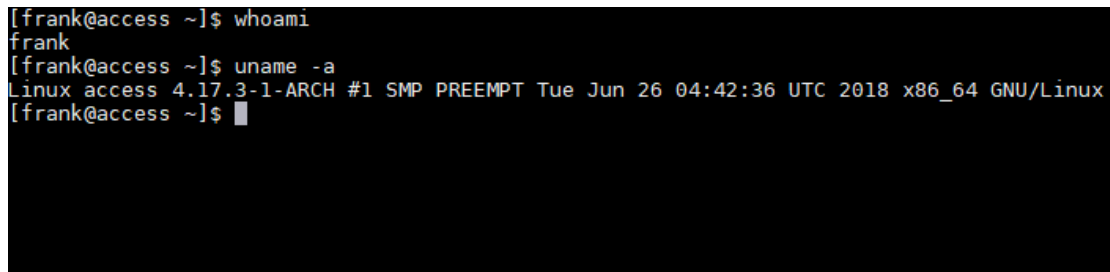 [frank@access ~]$ whoami
frank
[frank@access ~]$ uname -a
Linux access 4.17.3-1-ARCH #1 SMP PREEMPT Tue Jun 26 04:42:36 UTC 2018 x86_64 GNU/Linux
[frank@access ~]$